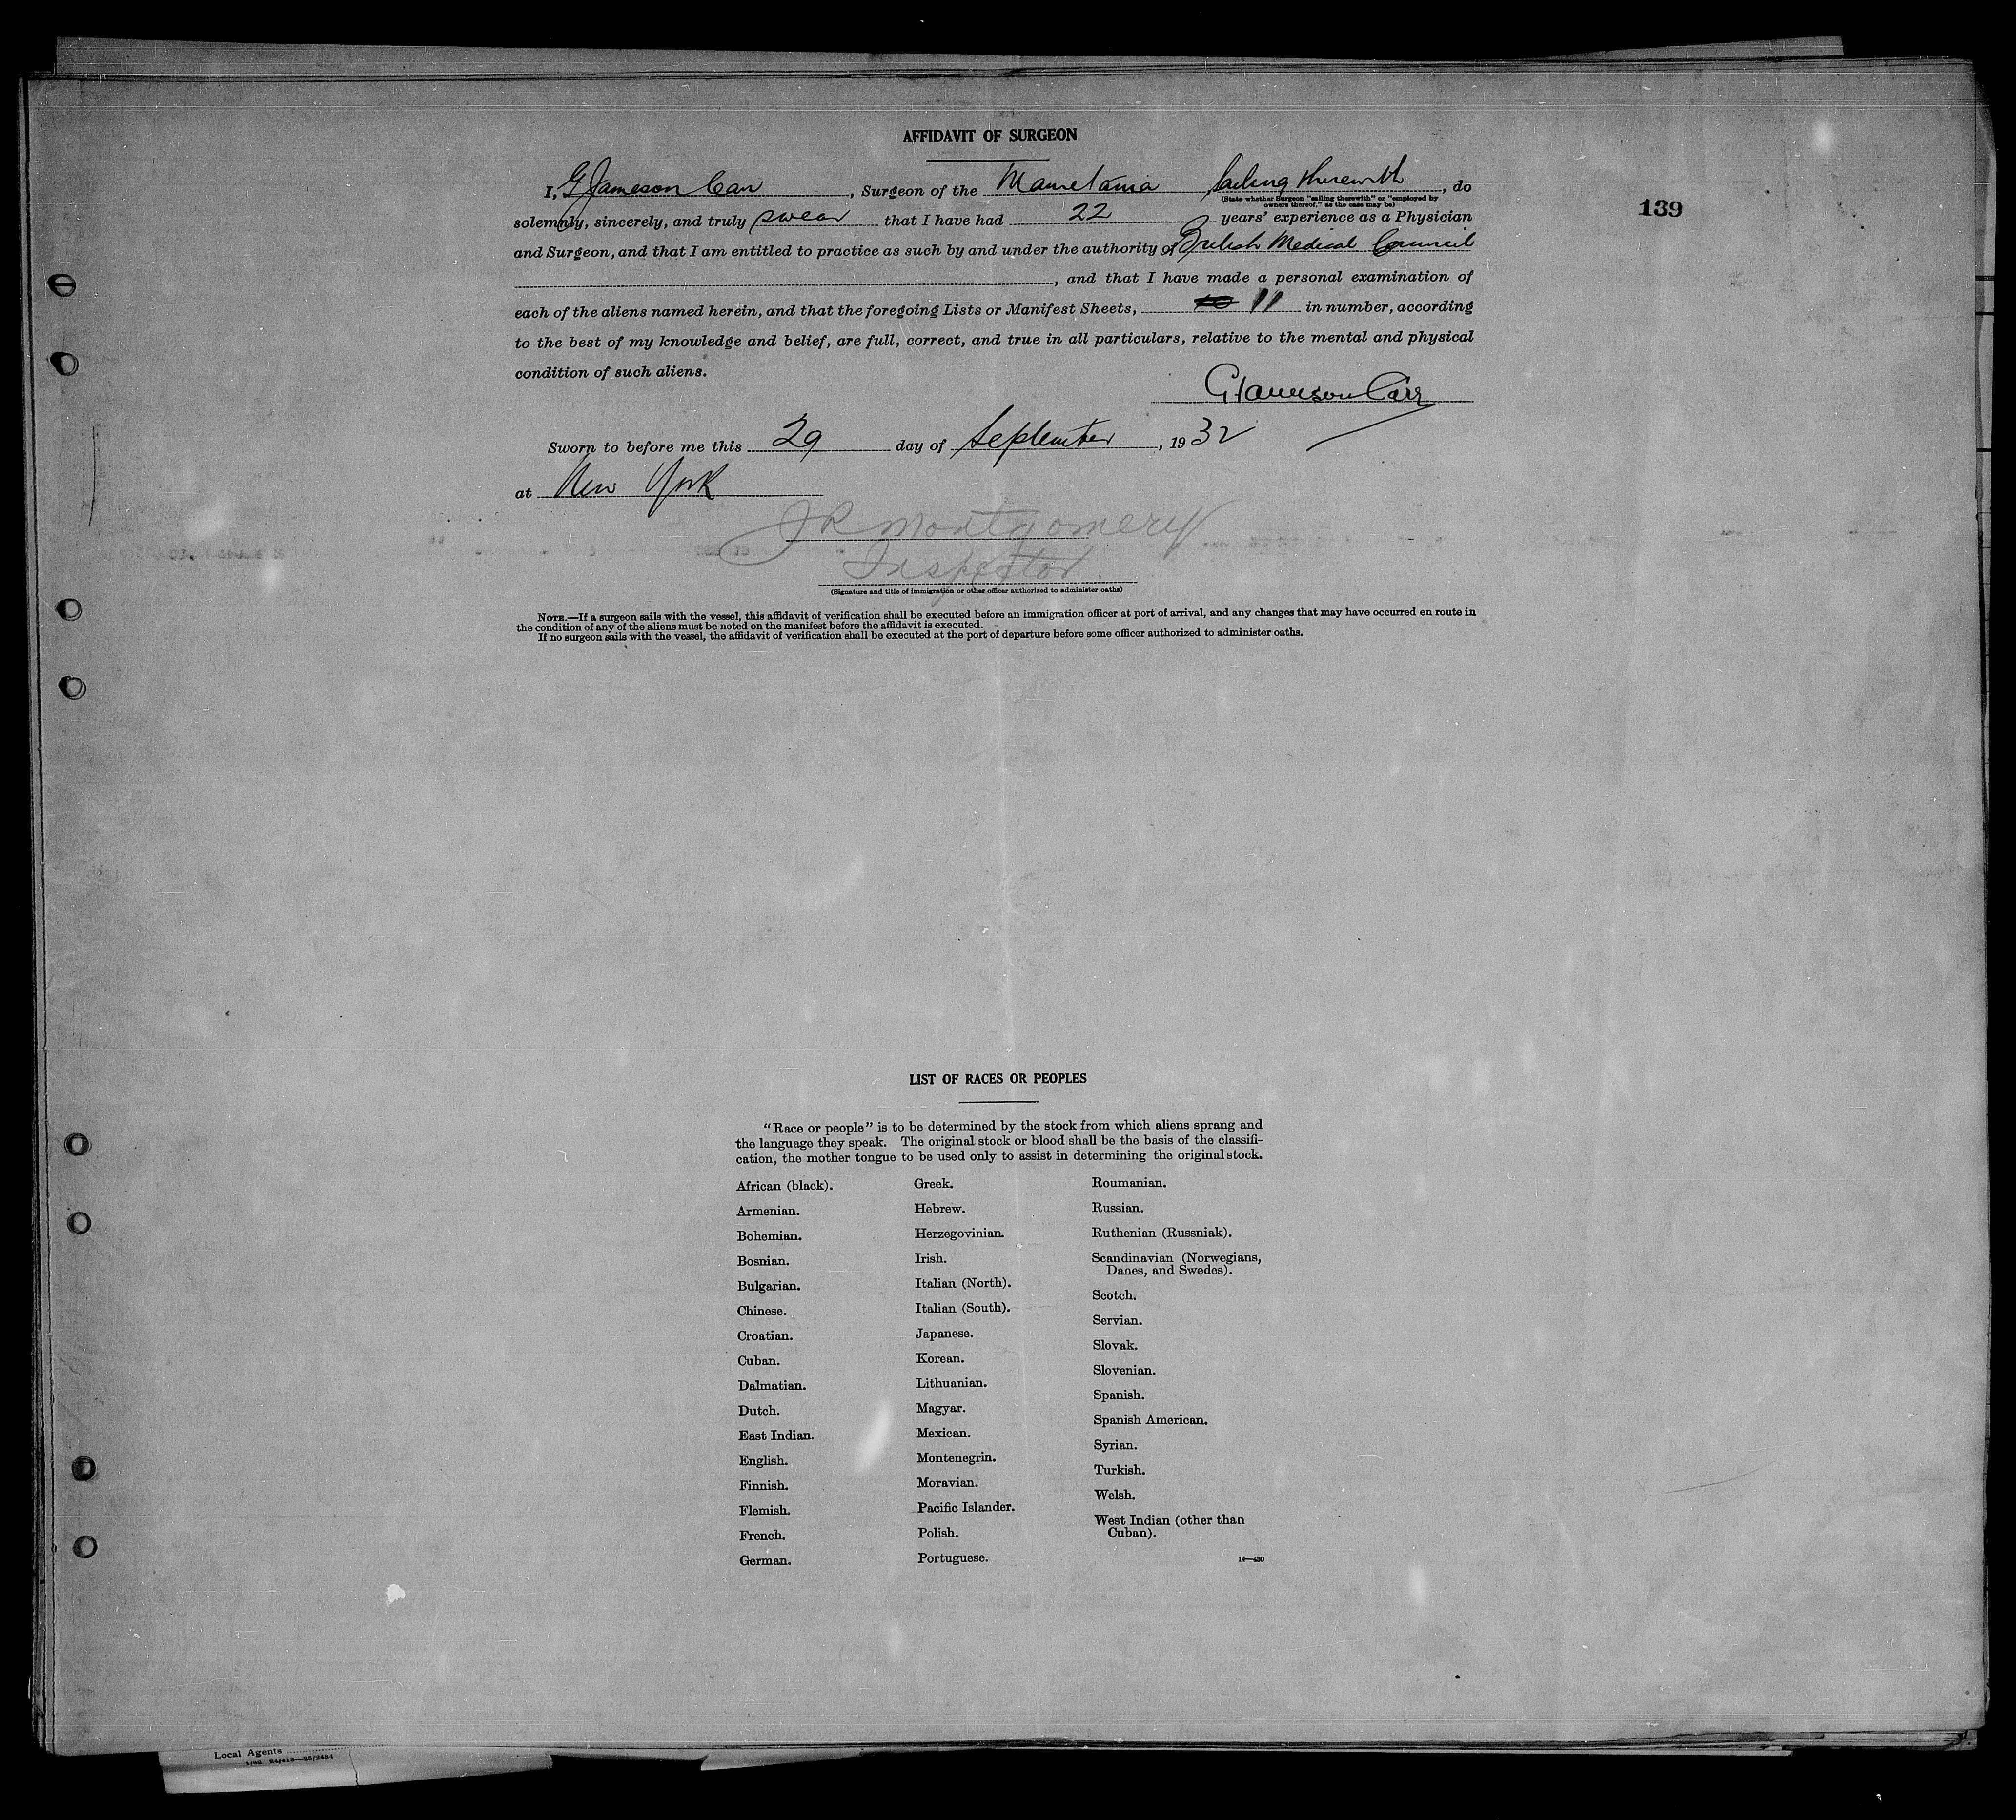 AFFIDAVIT OF SURGEON
I, G Jameson Carr, Surgeon of the Mauretania sailing therewith, do
(State whether Surgeon "sailing therewith" or "employed by
owners thereof," as the case may be)
139
solemnly, sincerely, and truly swear that I have had 22 years' experience as a Physician
and Surgeon, and that I am entitled to practice as such by and under the authority of British Medical Council
, and that I have made a personal examination of
each of the aliens named herein, and that the foregoing Lists or Manifest Sheets, 10 11 in number, according
to the best of my knowledge and belief, are full, correct, and true in all particulars, relative to the mental and physical
condition of such aliens.
G Jameson Carr
Sworn to before me this 29 day of September, 1932
at New York
JR Montgomery
Inspector
(Signature and title of immigration or other officer authorized to administer oaths)
NOTE.—If a surgeon sails with the vessel, this affidavit of verification shall be executed before an immigration officer at port of arrival, and any changes that may have occurred en route in
the condition of any of the aliens must be noted on the manifest before the affidavit is executed.
If no surgeon sails with the vessel, the affidavit of verification shall be executed at the port of departure before some officer authorized to administer oaths.
LIST OF RACES OR PEOPLES
"Race or people" is to be determined by the stock from which aliens sprang and
the language they speak. The original stock or blood shall be the basis of the classifi-
cation, the mother tongue to be used only to assist in determining the original stock.
African (black).
Armenian.
Bohemian.
Bosnian.
Bulgarian.
Chinese.
Croatian.
Cuban.
Dalmatian.
Dutch.
East Indian.
English.
Finnish.
Flemish.
French.
German.
Greek.
Hebrew.
Herzegovinian.
Irish.
Italian (North).
Italian (South).
Japanese.
Korean.
Lithuanian.
Magyar.
Mexican.
Montenegrin.
Moravian.
Pacific Islander.
Polish.
Portuguese.
Roumanian.
Russian.
Ruthenian (Russniak).
Scandinavian (Norwegians,
Danes, and Swedes).
Scotch.
Servian.
Slovak.
Slovenian.
Spanish.
Spanish American.
Syrian.
Turkish.
Welsh.
West Indian (other than
Cuban).
14—430
Local Agents